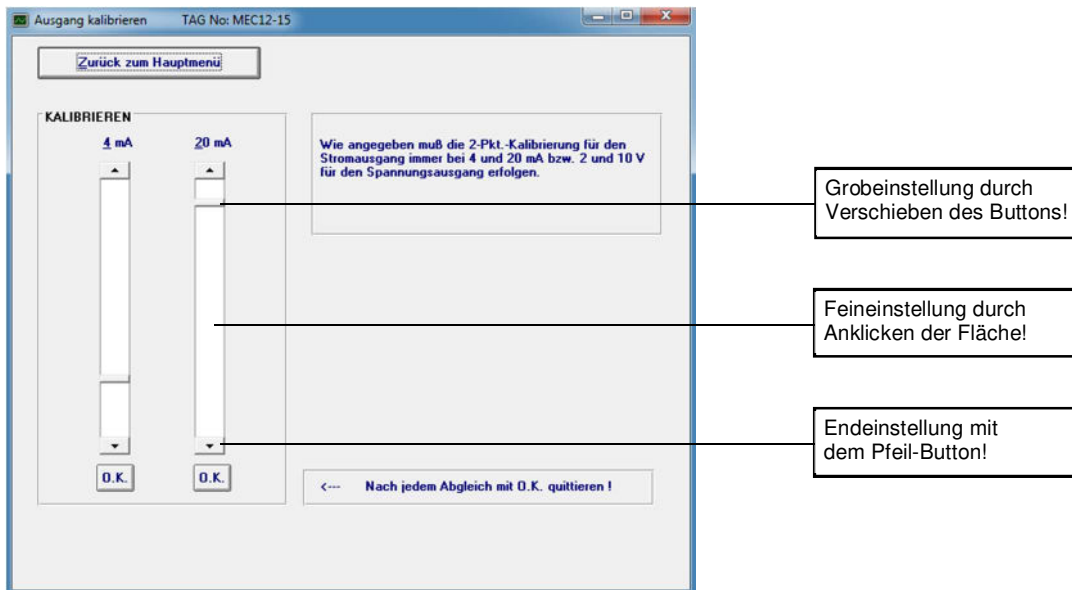 Ausgang kalibrieren TAG No: MEC12-15
Zurück zum Hauptmenü
KALIBRIEREN
4 mA 20 mA
Wie angegeben muß die 2-Pkt.-Kalibrierung für den
Stromausgang immer bei 4 und 20 mA bzw. 2 und 10 V
für den Spannungsausgang erfolgen.
Grobeinstellung durch
Verschieben des Buttons!
Feineinstellung durch
Anklicken der Fläche!
Endeinstellung mit
dem Pfeil-Button!
O.K. O.K.
<--- Nach jedem Abgleich mit O.K. quittieren !